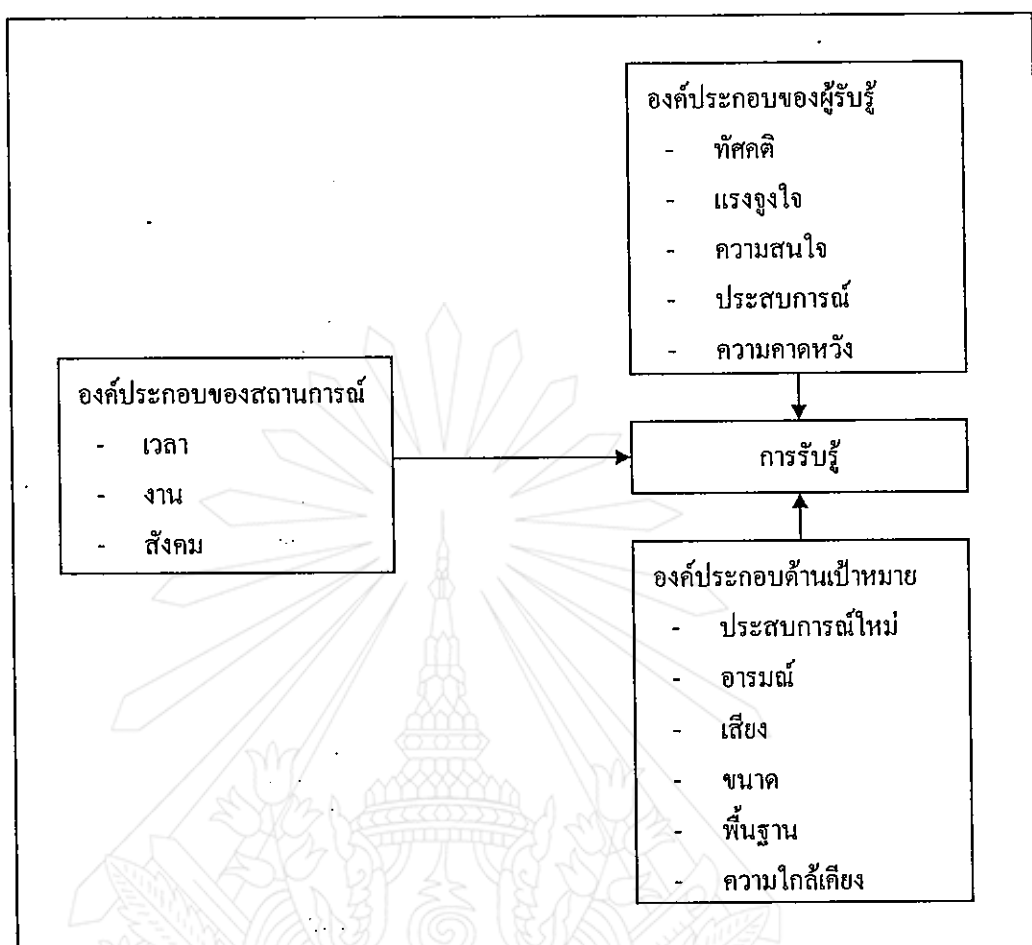 องค์ประกอบของผู้รับรู้
- ทัศคติ
- แรงจูงใจ
- ความสนใจ
- ประสบการณ์
- ความคาดหวัง
องค์ประกอบของสถานการณ์
- เวลา
- งาน
- สังคม
การรับรู้
องค์ประกอบด้านเป้าหมาย
- ประสบการณ์ใหม่
- อารมณ์
- เสียง
- ขนาด
- พื้นฐาน
- ความใกล้เคียง